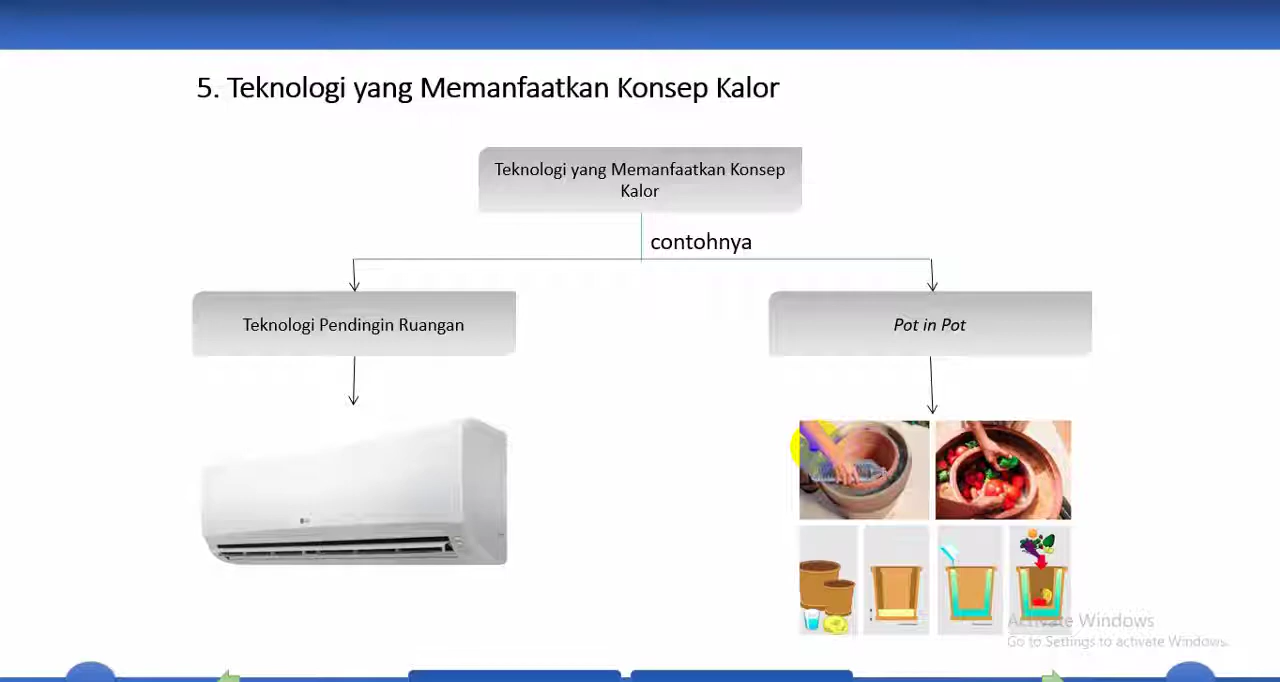 5. Teknologi yang Memanfaatkan Konsep Kalor
Teknologi yang Memanfaatkan Konsep
Kalor
contohnya
Teknologi Pendingin Ruangan
Pot in Pot
Activate Windows
Go to Settings to activate Windows.